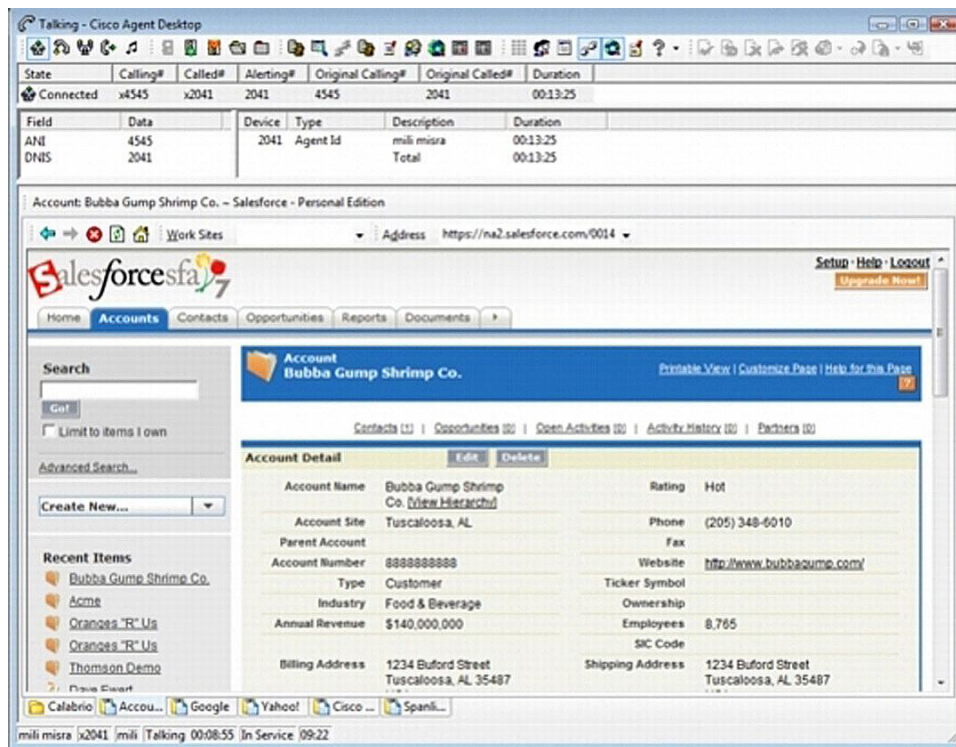 Talking - Cisco Agent Desktop
State Calling# Called# Alerting# Original Calling# Original Called# Duration
Connected x4545 x2041 2041 4545 2041 00:13:25
Field Data Device Type Description Duration
ANI 4545 2041 Agent Id mili misra 00:13:25
DNIS 2041 Total 00:13:25
Account: Bubba Gump Shrimp Co. ~ Salesforce - Personal Edition
Work Sites Address https://na2.salesforce.com/0014
Salesforcesfa 7
Setup · Help · Logout
Upgrade Now!
Home Accounts Contacts Opportunities Reports Documents
Search
Go!
Limit to items I own
Advanced Search...
Create New...
Recent Items
Bubba Gump Shrimp Co.
Acme
Oranges "R" Us
Oranges "R" Us
Thomson Demo
Dave Ewert
Account
Bubba Gump Shrimp Co.
Printable View | Customize Page | Help for this Page
?
Contacts [1] | Opportunities [0] | Open Activities [0] | Activity History [0] | Partners [0]
Account Detail Edit Delete
Account Name Bubba Gump Shrimp Rating Hot
Co. [View Hierarchy]
Account Site Tuscaloosa, AL Phone (205) 348-6010
Parent Account Fax
Account Number 8888888888 Website http://www.bubbagump.com/
Type Customer Ticker Symbol
Industry Food & Beverage Ownership
Annual Revenue $140,000,000 Employees 8,765
SIC Code
Billing Address 1234 Buford Street Shipping Address 1234 Buford Street
Tuscaloosa, AL 35487 Tuscaloosa, AL 35487
Calabrio Accou... Google Yahoo! Cisco ... Spanli...
mili misra x2041 mili Talking 00:08:55 In Service 09:22